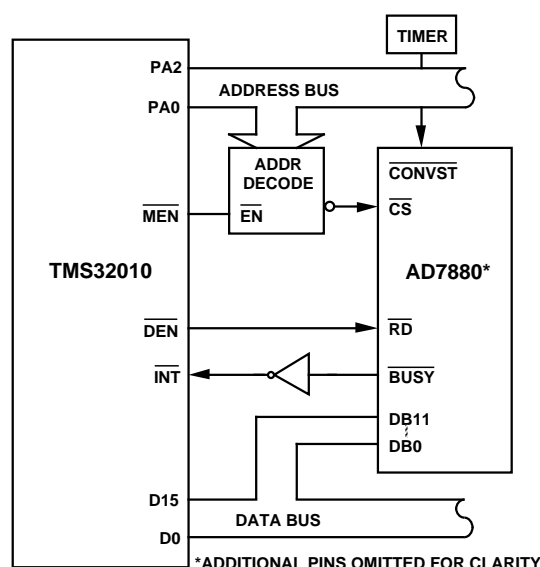 TIMER
PA2
ADDRESS BUS
PA0
ADDR
DECODE
CONVST
MEN
EN
CS
TMS32010
AD7880*
DEN
RD
INT
BUSY
DB11
DB0
D15
DATA BUS
D0
*ADDITIONAL PINS OMITTED FOR CLARITY